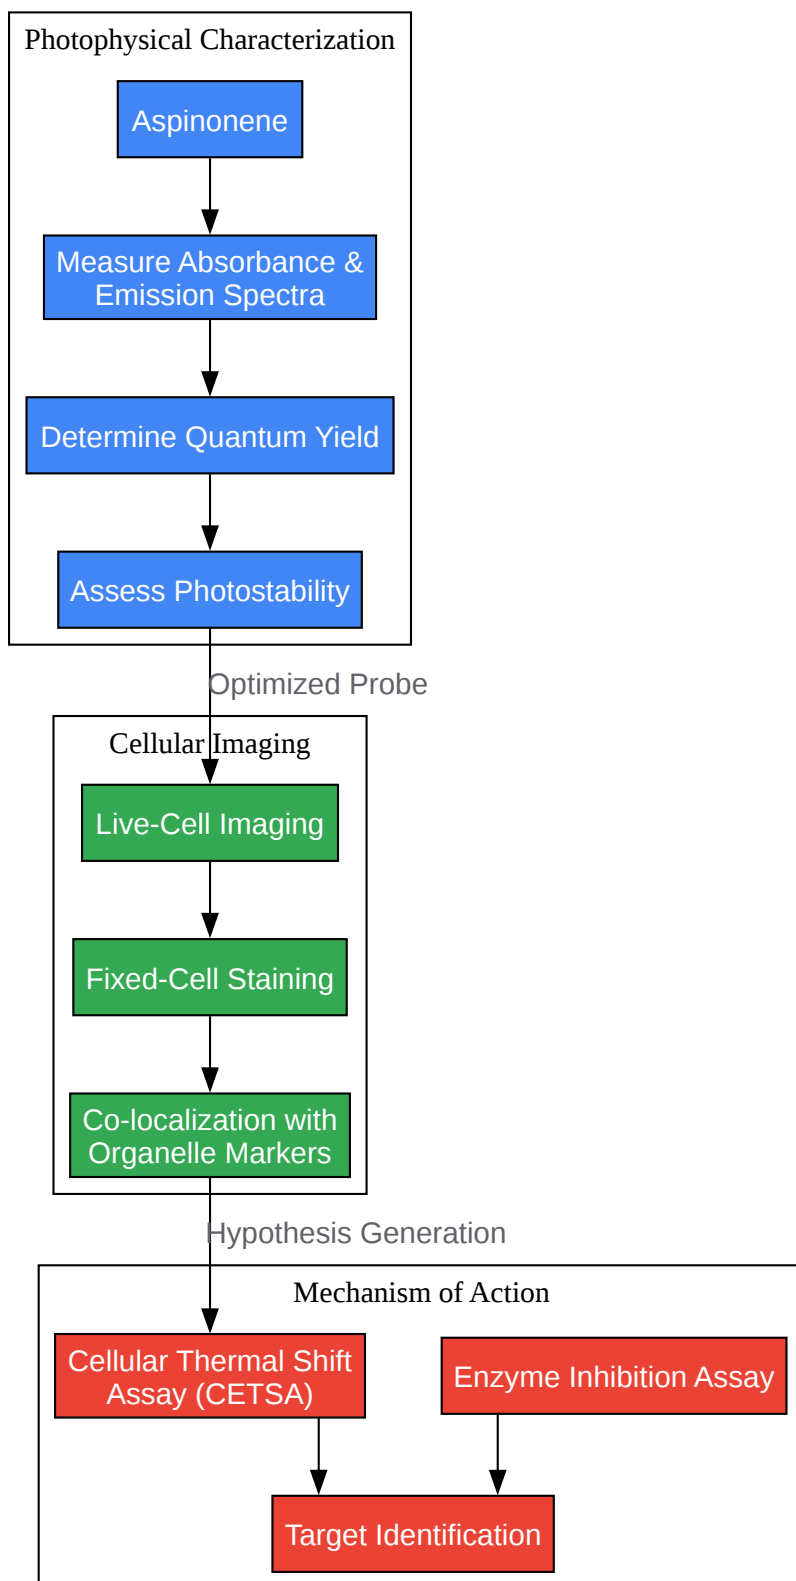 Photophysical Characterization
Aspinonene
Measure Absorbance &
Emission Spectra
Determine Quantum Yield
Assess Photostability
Optimized Probe
Cellular Imaging
Live-Cell Imaging
Fixed-Cell Staining
Co-localization with
Organelle Markers
Hypothesis Generation
Mechanism of Action
Cellular Thermal Shift
Assay (CETSA)
Enzyme Inhibition Assay
Target Identification